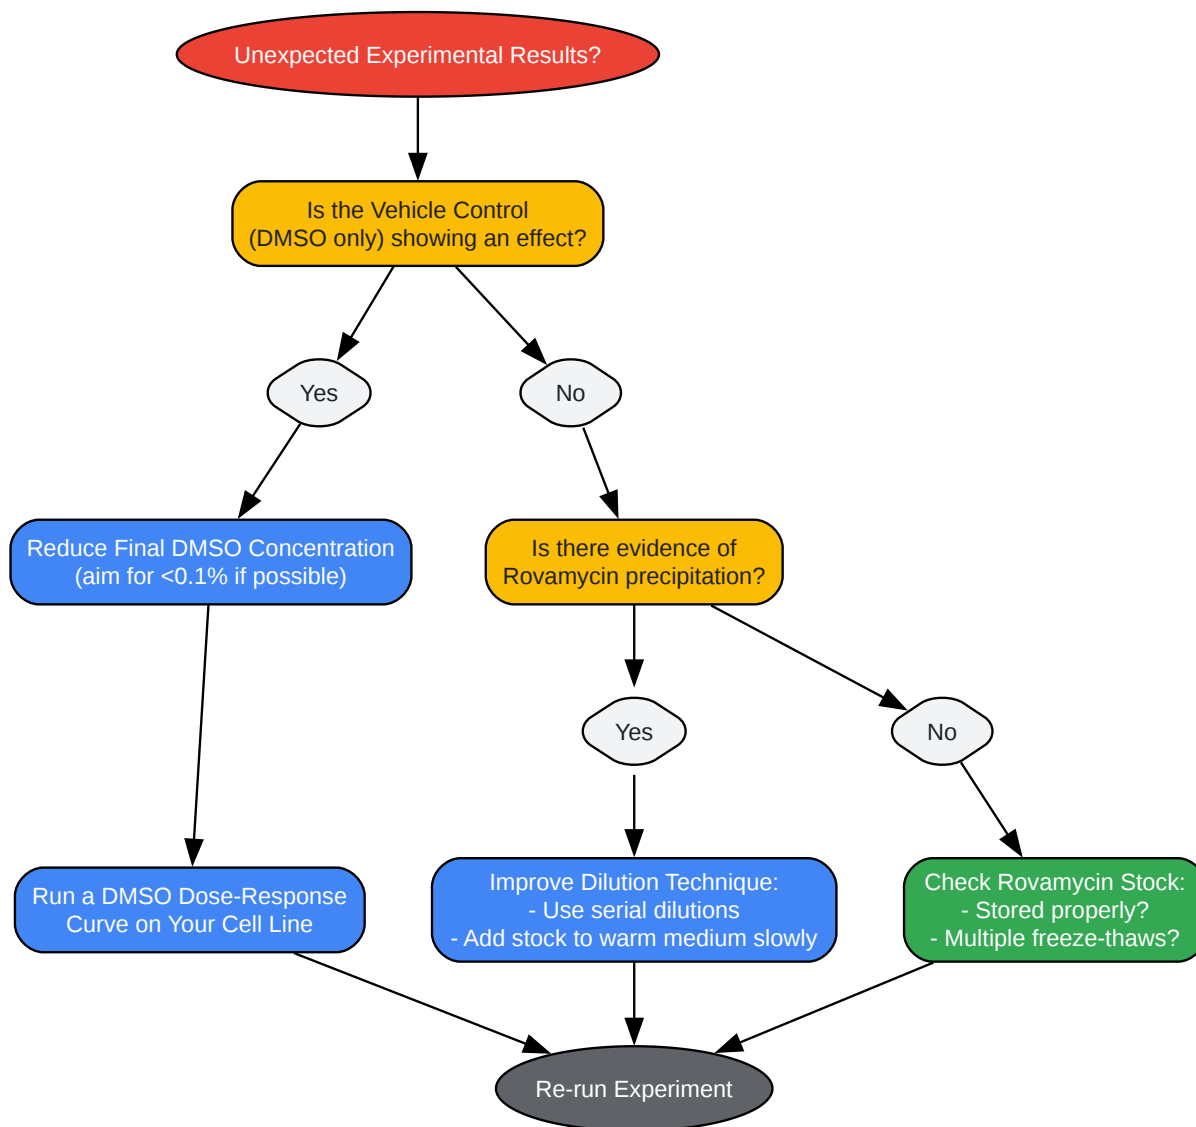 Unexpected Experimental Results?
Is the Vehicle Control
(DMSO only) showing an effect?
Yes
No
Reduce Final DMSO Concentration
(aim for <0.1% if possible)
Is there evidence of
Rovamycin precipitation?
Yes
No
Run a DMSO Dose-Response
Curve on Your Cell Line
Improve Dilution Technique:
- Use serial dilutions
- Add stock to warm medium slowly
Check Rovamycin Stock:
- Stored properly?
- Multiple freeze-thaws?
Re-run Experiment